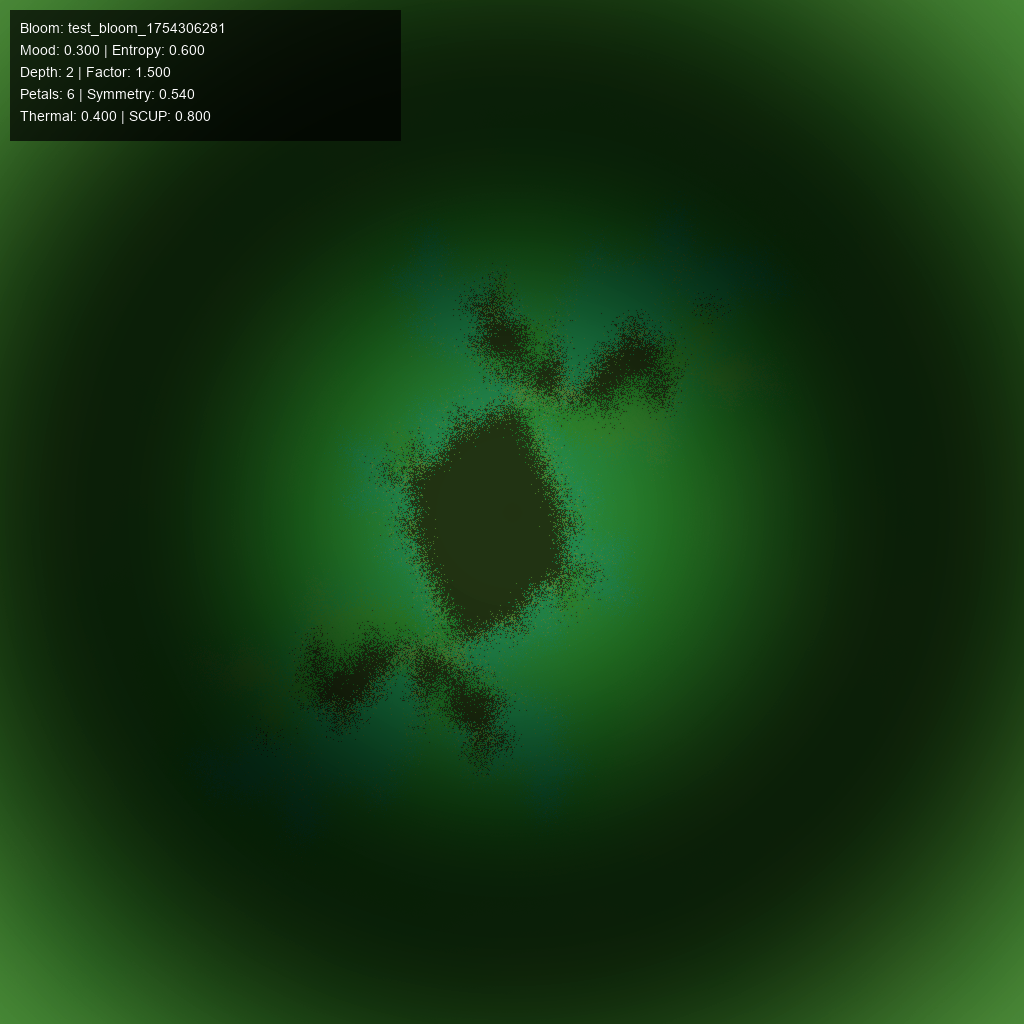 Bloom: test_bloom_1754306281
Mood: 0.300 | Entropy: 0.600
Depth: 2 | Factor: 1.500
Petals: 6 | Symmetry: 0.540
Thermal: 0.400 | SCUP: 0.800